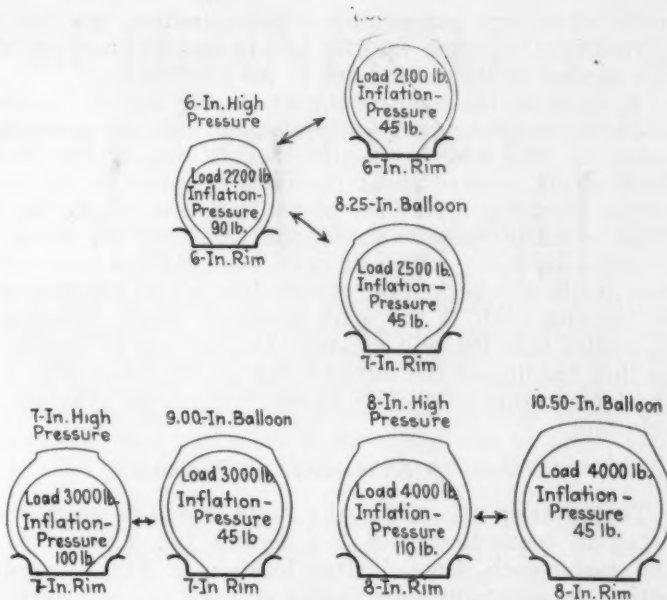 6-In. High
Pressure
Load 2200 lb.
Inflation-
Pressure
90 lb.
6-In. Rim
Load 2100 lb.
Inflation-
Pressure
45 lb.
6-In. Rim
8.25-In. Balloon
Load 2500 lb.
Inflation-
Pressure
45 lb.
7-In. Rim
7-In. High
Pressure
Load 3000 lb.
Inflation-
Pressure
100 lb.
7-In. Rim
9.00-In. Balloon
Load 3000 lb.
Inflation-
Pressure
45 lb
7-In Rim
8-In. High
Pressure
Load 4000 lb.
Inflation-
Pressure
110 lb.
8-In. Rim
10.50-In. Balloon
Load 4000 lb.
Inflation-
Pressure
45 lb.
8-In. Rim